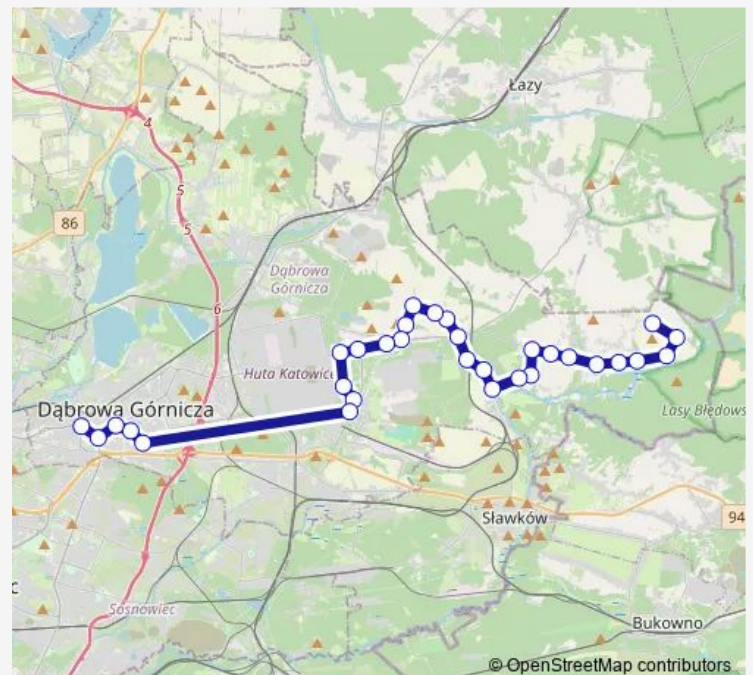 Łazy
4
86
5
5
Dąbrowa
Górnicza
6
Huta Katowice
Dąbrowa Górnicza
Lasy Błędows
Sławków
94
c
Sosnowiec
Bukowno
© OpenStreetMap contributors